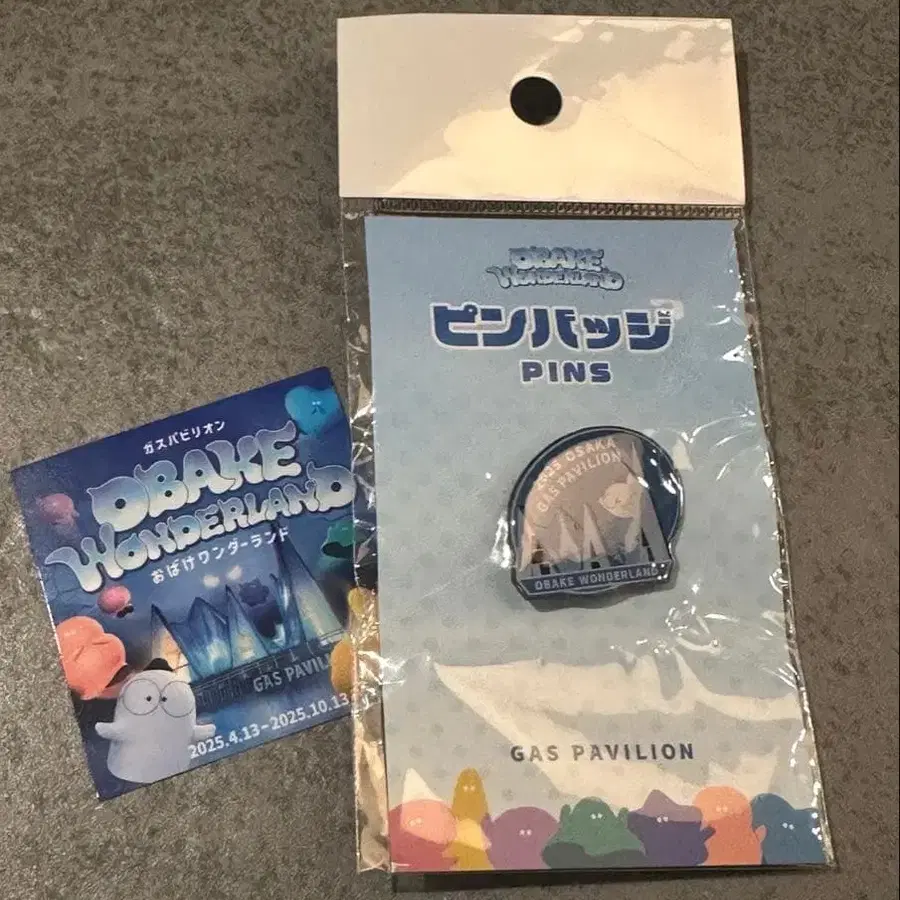 ガスパビリオン
OBAKE
WONDERLAND
おばけワンダーランド
GAS PAVIL
2025.4.13-2025.10.13
OBAKE
WONDERLAND
ピンバッジ
PINS
OSAKA
GAS PAVILION
OBAKE WONDERLAND
GAS PAVILION